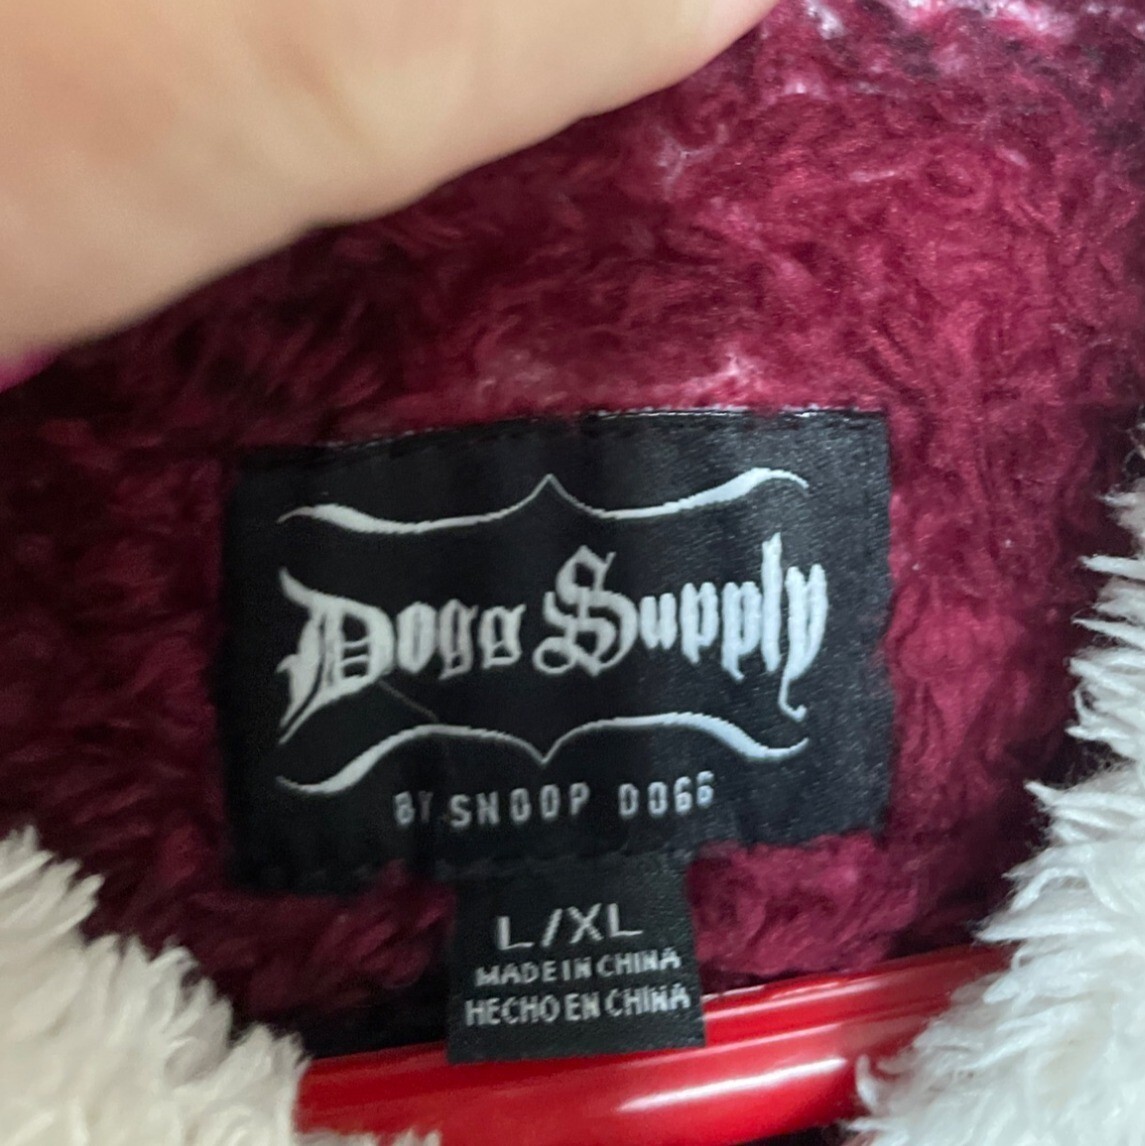 Dogg Supply
BY SNOOP DOGG
L/XL
MADE IN CHINA
HECHO EN CHINA